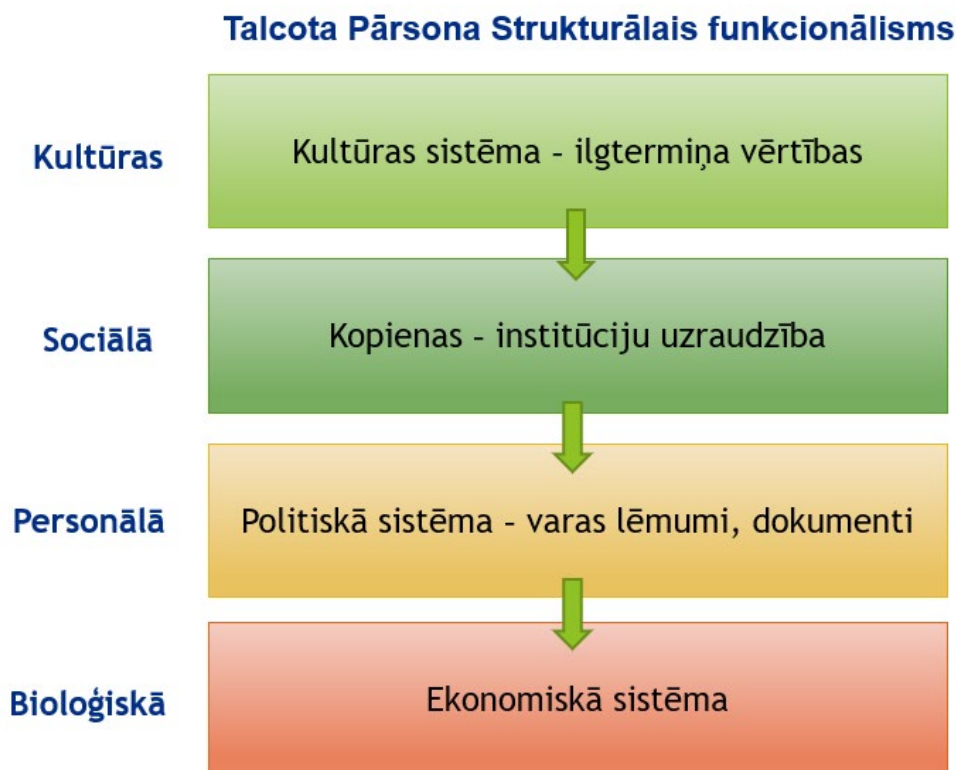 Talcota Pārsona Strukturālais funkcionālisms
Kultūras
Kultūras sistēma - ilgtermiņa vērtības
Sociālā
Kopienas - institūciju uzraudzība
Personālā
Politiskā sistēma - varas lēmumi, dokumenti
Bioloģiskā
Ekonomiskā sistēma